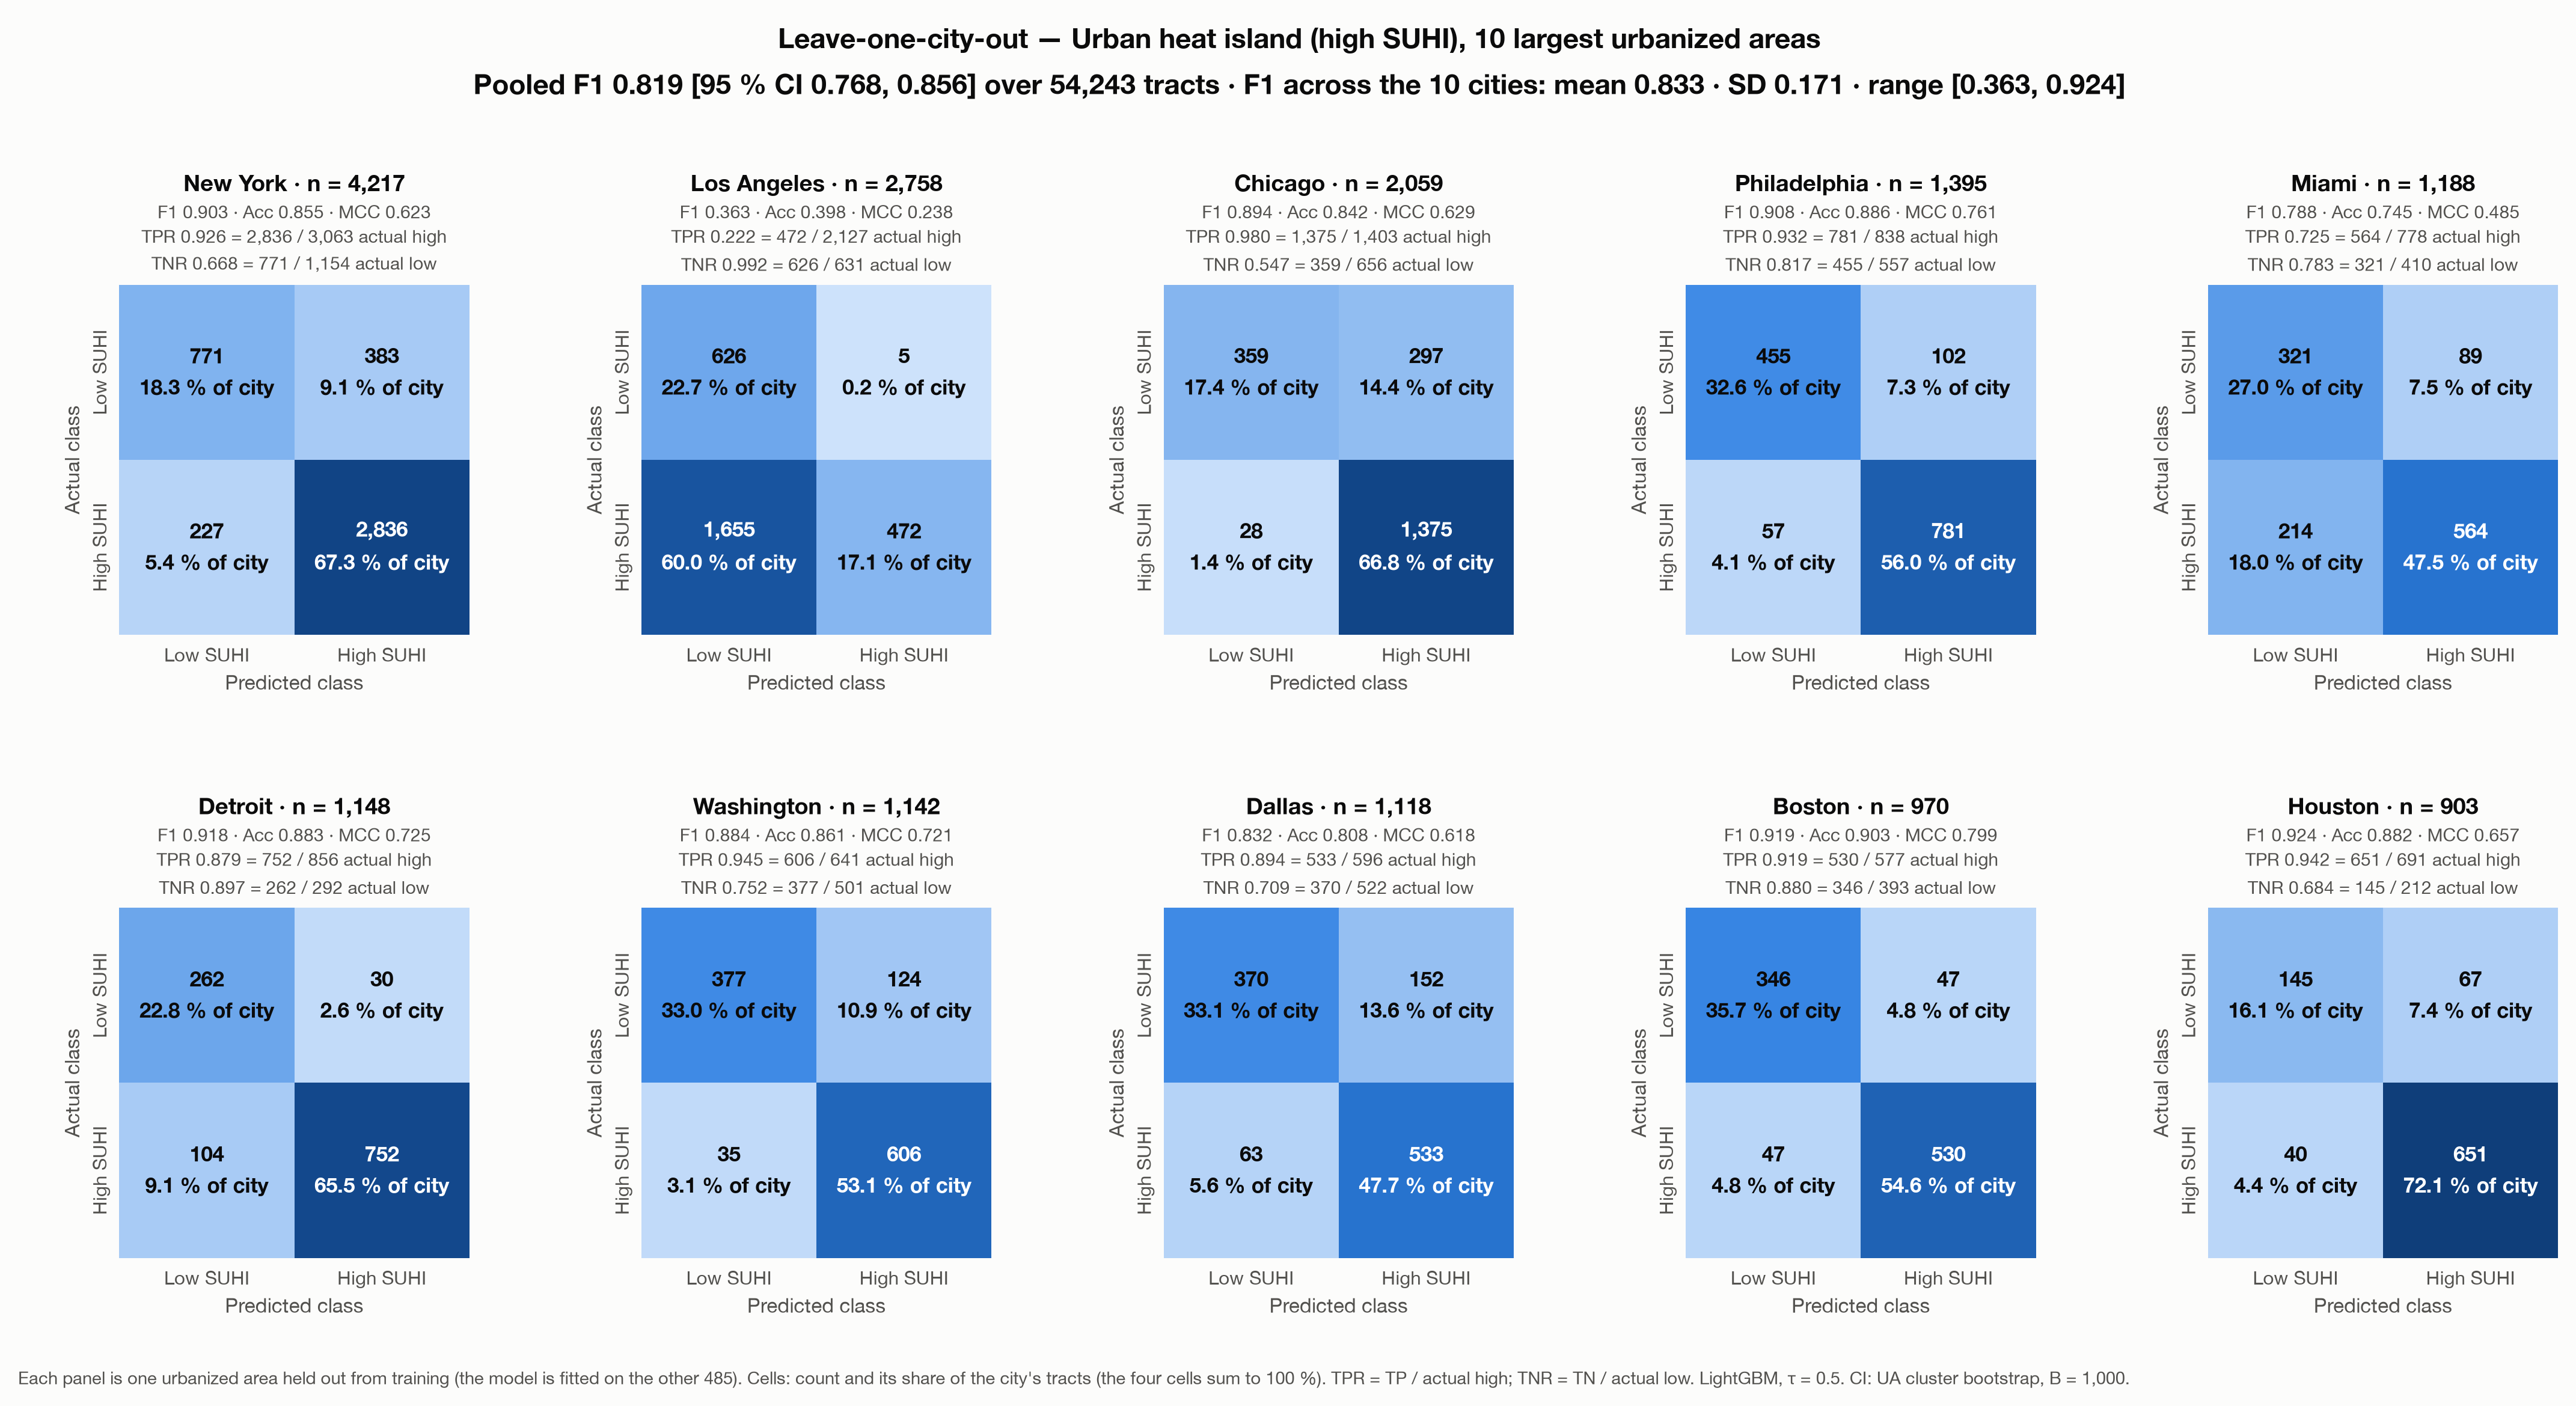 Leave-one-city-out — Urban heat island (high SUHI), 10 largest urbanized areas
Pooled F1 0.819 [95 % CI 0.768, 0.856] over 54,243 tracts · F1 across the 10 cities: mean 0.833 · SD 0.171 · range [0.363, 0.924]
New York · n = 4,217
F1 0.903 · Acc 0.855 · MCC 0.623
TPR 0.926 = 2,836 / 3,063 actual high
TNR 0.668 = 771 / 1,154 actual low
Actual class
Low SUHI
High SUHI
771
18.3 % of city
383
9.1 % of city
227
5.4 % of city
2,836
67.3 % of city
Low SUHI
High SUHI
Predicted class
Los Angeles · n = 2,758
F1 0.363 · Acc 0.398 · MCC 0.238
TPR 0.222 = 472 / 2,127 actual high
TNR 0.992 = 626 / 631 actual low
Actual class
Low SUHI
High SUHI
626
22.7 % of city
5
0.2 % of city
1,655
60.0 % of city
472
17.1 % of city
Low SUHI
High SUHI
Predicted class
Chicago · n = 2,059
F1 0.894 · Acc 0.842 · MCC 0.629
TPR 0.980 = 1,375 / 1,403 actual high
TNR 0.547 = 359 / 656 actual low
Actual class
Low SUHI
High SUHI
359
17.4 % of city
297
14.4 % of city
28
1.4 % of city
1,375
66.8 % of city
Low SUHI
High SUHI
Predicted class
Philadelphia · n = 1,395
F1 0.908 · Acc 0.886 · MCC 0.761
TPR 0.932 = 781 / 838 actual high
TNR 0.817 = 455 / 557 actual low
Actual class
Low SUHI
High SUHI
455
32.6 % of city
102
7.3 % of city
57
4.1 % of city
781
56.0 % of city
Low SUHI
High SUHI
Predicted class
Miami · n = 1,188
F1 0.788 · Acc 0.745 · MCC 0.485
TPR 0.725 = 564 / 778 actual high
TNR 0.783 = 321 / 410 actual low
Actual class
Low SUHI
High SUHI
321
27.0 % of city
89
7.5 % of city
214
18.0 % of city
564
47.5 % of city
Low SUHI
High SUHI
Predicted class
Detroit · n = 1,148
F1 0.918 · Acc 0.883 · MCC 0.725
TPR 0.879 = 752 / 856 actual high
TNR 0.897 = 262 / 292 actual low
Actual class
Low SUHI
High SUHI
262
22.8 % of city
30
2.6 % of city
104
9.1 % of city
752
65.5 % of city
Low SUHI
High SUHI
Predicted class
Washington · n = 1,142
F1 0.884 · Acc 0.861 · MCC 0.721
TPR 0.945 = 606 / 641 actual high
TNR 0.752 = 377 / 501 actual low
Actual class
Low SUHI
High SUHI
377
33.0 % of city
124
10.9 % of city
35
3.1 % of city
606
53.1 % of city
Low SUHI
High SUHI
Predicted class
Dallas · n = 1,118
F1 0.832 · Acc 0.808 · MCC 0.618
TPR 0.894 = 533 / 596 actual high
TNR 0.709 = 370 / 522 actual low
Actual class
Low SUHI
High SUHI
370
33.1 % of city
152
13.6 % of city
63
5.6 % of city
533
47.7 % of city
Low SUHI
High SUHI
Predicted class
Boston · n = 970
F1 0.919 · Acc 0.903 · MCC 0.799
TPR 0.919 = 530 / 577 actual high
TNR 0.880 = 346 / 393 actual low
Actual class
Low SUHI
High SUHI
346
35.7 % of city
47
4.8 % of city
47
4.8 % of city
530
54.6 % of city
Low SUHI
High SUHI
Predicted class
Houston · n = 903
F1 0.924 · Acc 0.882 · MCC 0.657
TPR 0.942 = 651 / 691 actual high
TNR 0.684 = 145 / 212 actual low
Actual class
Low SUHI
High SUHI
145
16.1 % of city
67
7.4 % of city
40
4.4 % of city
651
72.1 % of city
Low SUHI
High SUHI
Predicted class
Each panel is one urbanized area held out from training (the model is fitted on the other 485). Cells: count and its share of the city's tracts (the four cells sum to 100 %). TPR = TP / actual high; TNR = TN / actual low. LightGBM, τ = 0.5. CI: UA cluster bootstrap, B = 1,000.